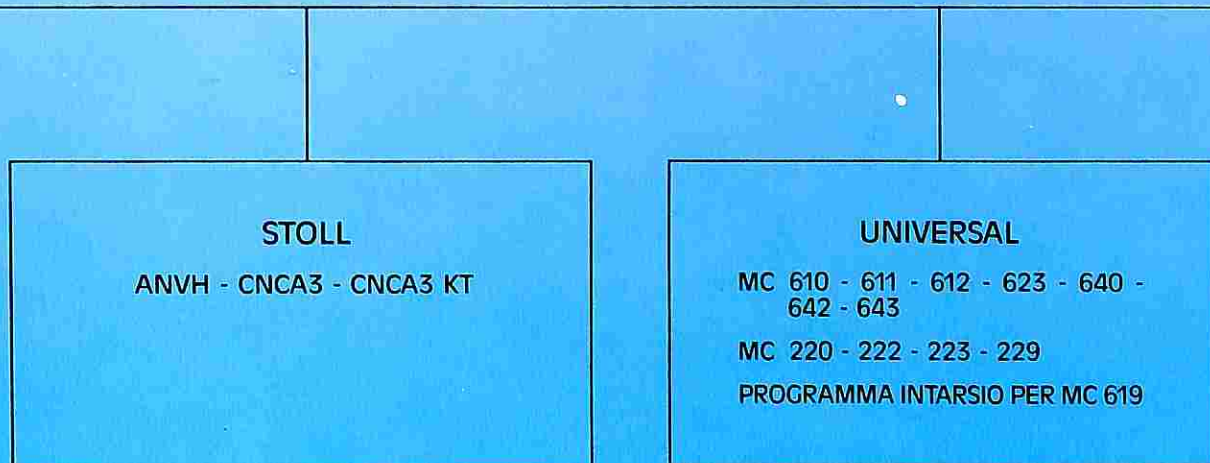 STOLL
ANVH - CNCA3 - CNCA3 KT
UNIVERSAL
MC 610 - 611 - 612 - 623 - 640 -
642 - 643
MC 220 - 222 - 223 - 229
PROGRAMMA INTARSIO PER MC 619